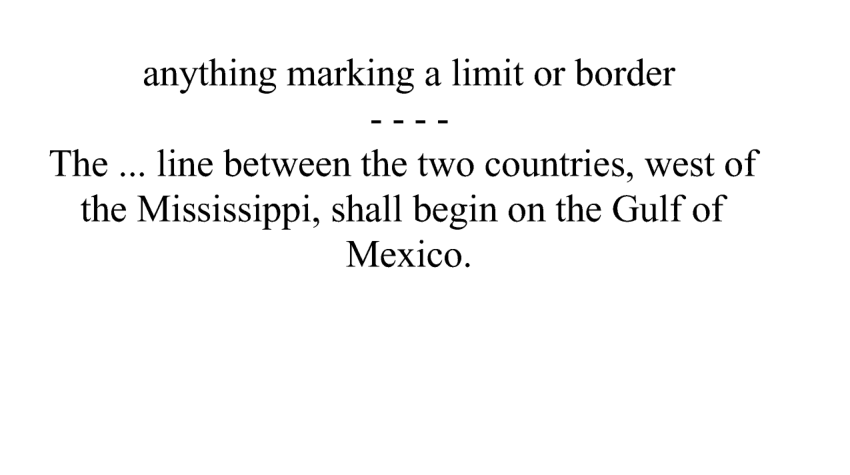 anything marking a limit or border
- - - -
The ... line between the two countries, west of
the Mississippi, shall begin on the Gulf of
Mexico.